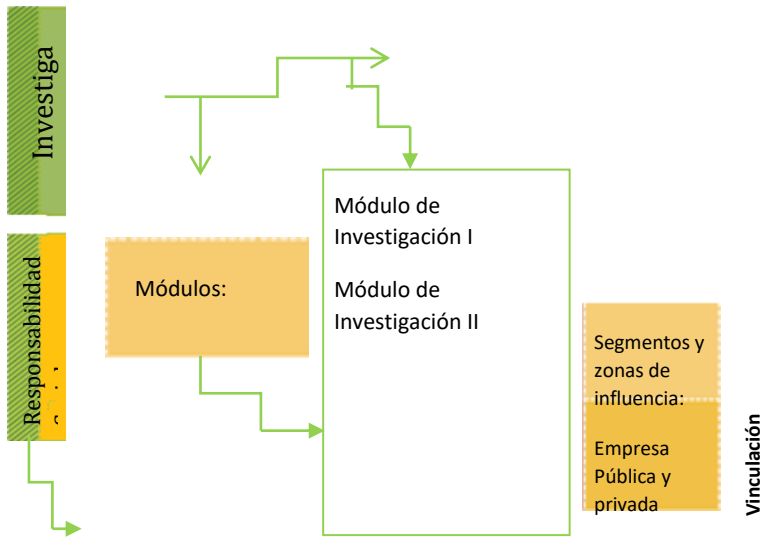 Investiga
Responsabilidad
Módulos:
Módulo de
Investigación I
Módulo de
Investigación II
Segmentos y
zonas de
influencia:
Empresa
Pública y
privada
Vinculación